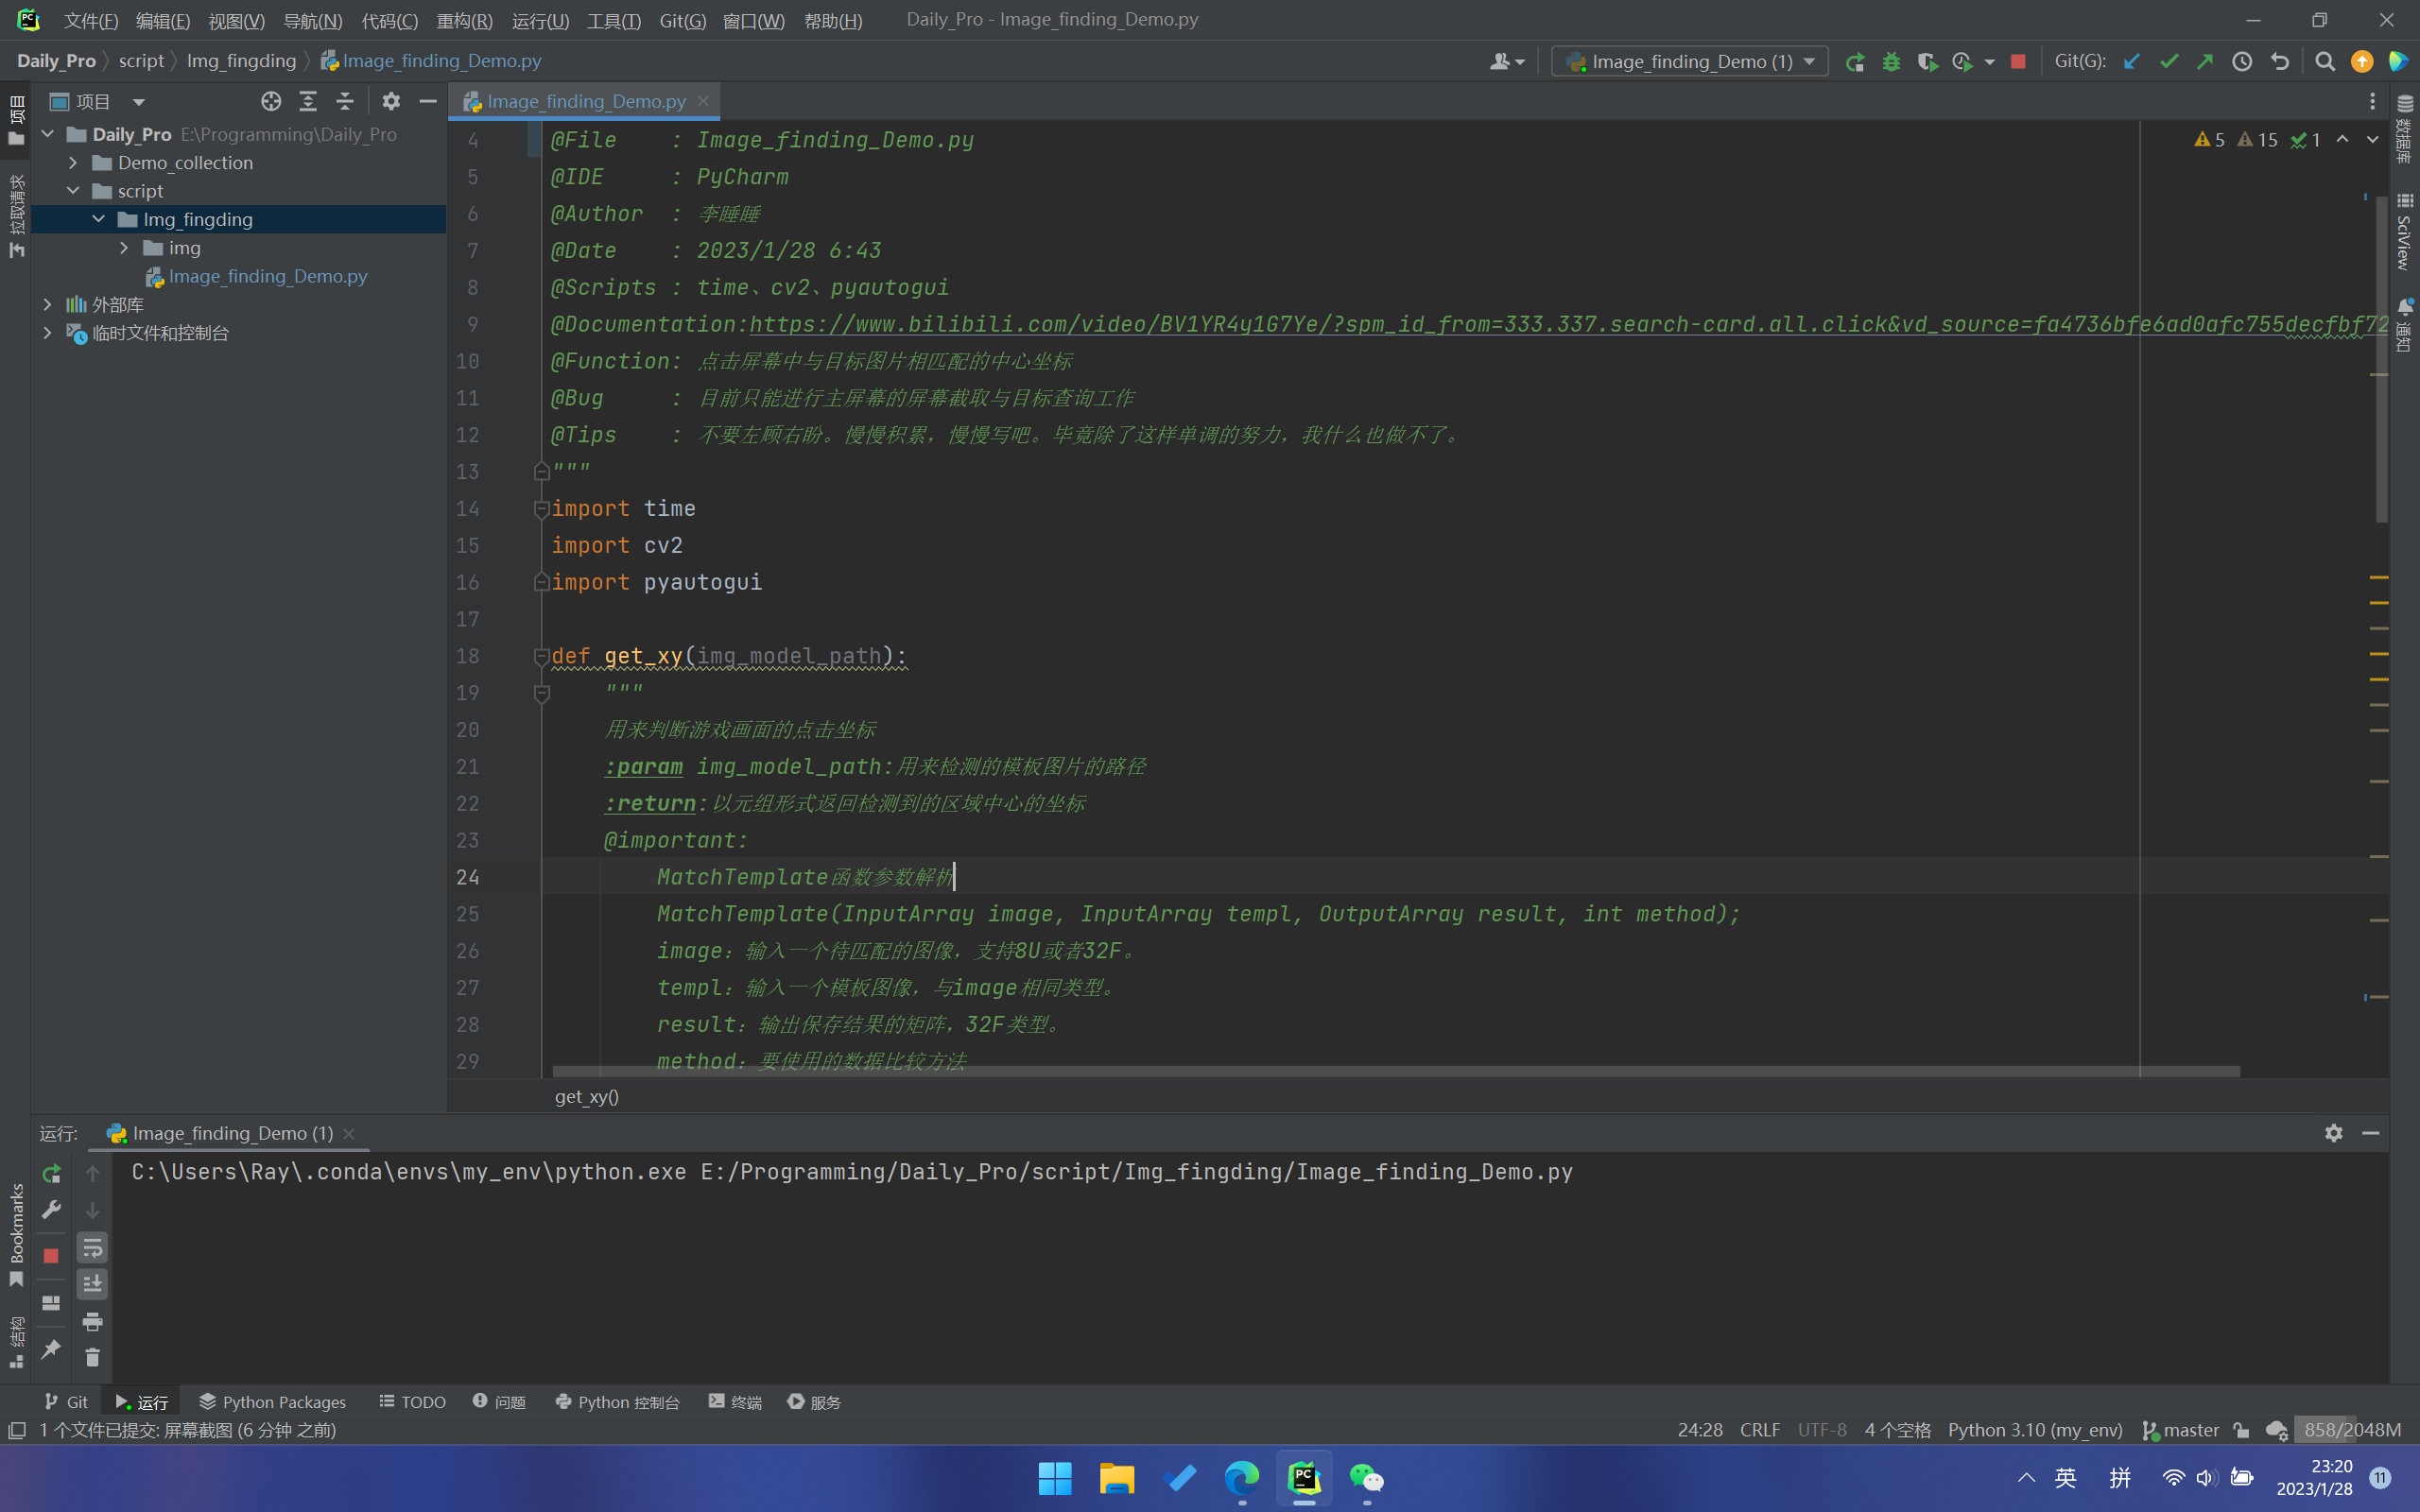 文件(F) 编辑(E) 视图(V) 导航(N) 代码(C) 重构(R) 运行(U) 工具(T) Git(G) 窗口(W) 帮助(H) Daily_Pro - Image_finding_Demo.py
Daily_Pro script Img_fingding Image_finding_Demo.py Image_finding_Demo (1) Git(G):
项目
Image_finding_Demo.py
Daily_Pro E:\Programming\Daily_Pro
Demo_collection
script
Img_fingding
img
Image_finding_Demo.py
外部库
临时文件和控制台
项目
拉取请求
Bookmarks
结构
5 15 1
4 @File : Image_finding_Demo.py
5 @IDE : PyCharm
6 @Author : 李睡睡
7 @Date : 2023/1/28 6:43
8 @Scripts : time、cv2、pyautogui
9 @Documentation:https://www.bilibili.com/video/BV1YR4y1G7Ye/?spm_id_from=333.337.search-card.all.click&vd_source=fa4736bfe6ad0afc755decfbf72
10 @Function: 点击屏幕中与目标图片相匹配的中心坐标
11 @Bug : 目前只能进行主屏幕的屏幕截取与目标查询工作
12 @Tips : 不要左顾右盼。慢慢积累，慢慢写吧。毕竟除了这样单调的努力，我什么也做不了。
13 """
14 import time
15 import cv2
16 import pyautogui
17
18 def get_xy(img_model_path):
19 """
20 用来判断游戏画面的点击坐标
21 :param img_model_path:用来检测的模板图片的路径
22 :return:以元组形式返回检测到的区域中心的坐标
23 @important:
24 MatchTemplate函数参数解析
25 MatchTemplate(InputArray image, InputArray templ, OutputArray result, int method);
26 image：输入一个待匹配的图像，支持8U或者32F。
27 templ：输入一个模板图像，与image相同类型。
28 result：输出保存结果的矩阵，32F类型。
29 method：要使用的数据比较方法
get_xy()
数据库
SciView
通知
运行: Image_finding_Demo (1)
C:\Users\Ray\.conda\envs\my_env\python.exe E:/Programming/Daily_Pro/script/Img_fingding/Image_finding_Demo.py
Git 运行 Python Packages TODO 问题 Python 控制台 终端 服务
1 个文件已提交: 屏幕截图 (6 分钟 之前) 24:28 CRLF UTF-8 4 个空格 Python 3.10 (my_env) master 858/2048M
PC
英 拼 23:20
2023/1/28 11